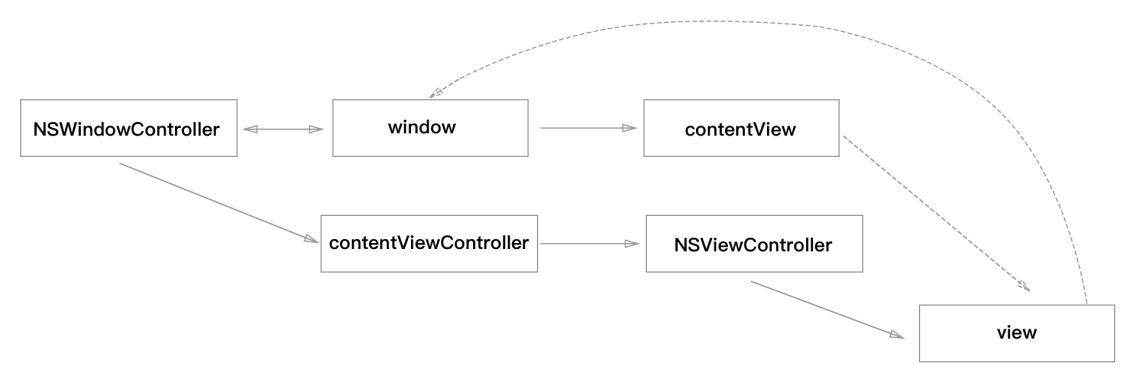 NSWindowController
window
contentView
contentViewController
NSViewController
view